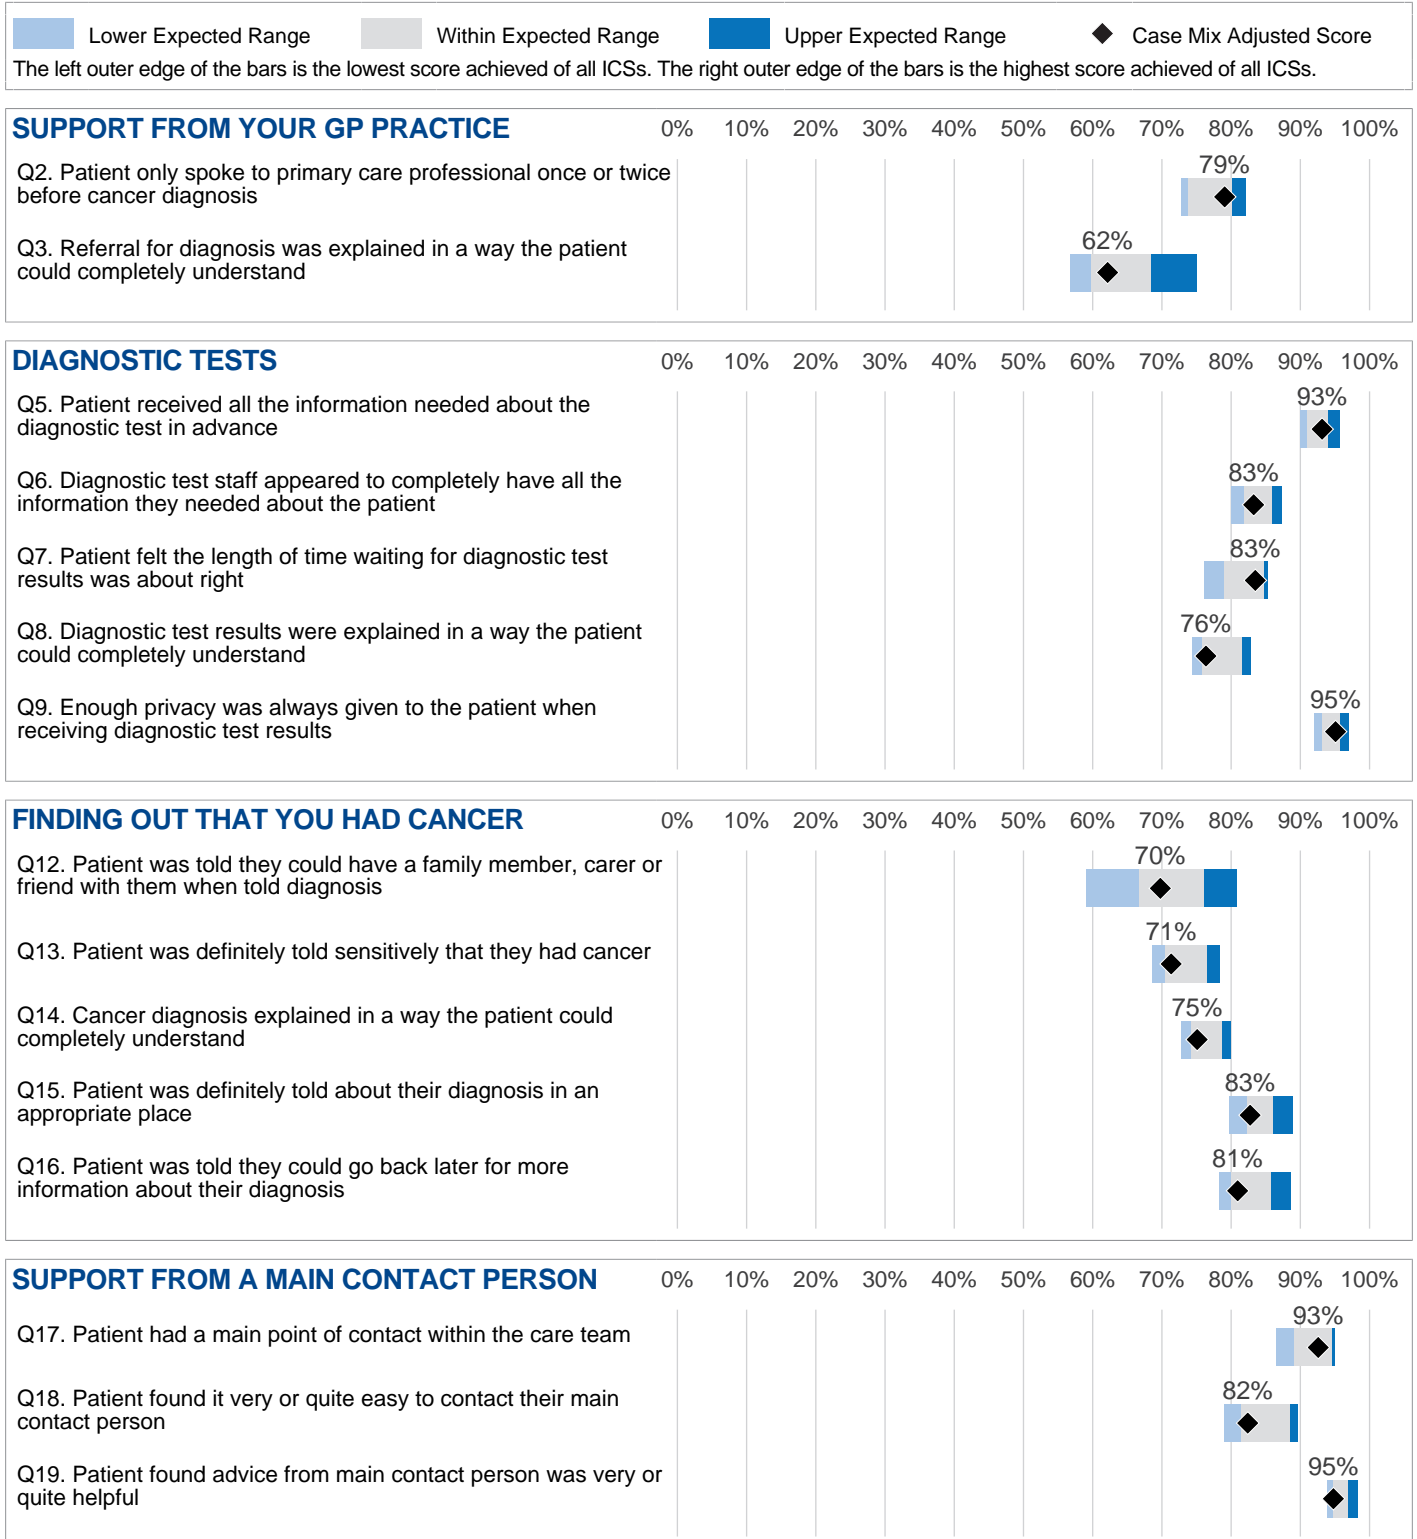 Lower Expected Range Within Expected Range Upper Expected Range Case Mix Adjusted Score
The left outer edge of the bars is the lowest score achieved of all ICSs. The right outer edge of the bars is the highest score achieved of all ICSs.
SUPPORT FROM YOUR GP PRACTICE 0% 10% 20% 30% 40% 50% 60% 70% 80% 90% 100%
Q2. Patient only spoke to primary care professional once or twice
before cancer diagnosis
79%
Q3. Referral for diagnosis was explained in a way the patient
could completely understand
62%
DIAGNOSTIC TESTS 0% 10% 20% 30% 40% 50% 60% 70% 80% 90% 100%
Q5. Patient received all the information needed about the
diagnostic test in advance
93%
Q6. Diagnostic test staff appeared to completely have all the
information they needed about the patient
83%
Q7. Patient felt the length of time waiting for diagnostic test
results was about right
83%
Q8. Diagnostic test results were explained in a way the patient
could completely understand
76%
Q9. Enough privacy was always given to the patient when
receiving diagnostic test results
95%
FINDING OUT THAT YOU HAD CANCER 0% 10% 20% 30% 40% 50% 60% 70% 80% 90% 100%
Q12. Patient was told they could have a family member, carer or
friend with them when told diagnosis
70%
Q13. Patient was definitely told sensitively that they had cancer
71%
Q14. Cancer diagnosis explained in a way the patient could
completely understand
75%
Q15. Patient was definitely told about their diagnosis in an
appropriate place
83%
Q16. Patient was told they could go back later for more
information about their diagnosis
81%
SUPPORT FROM A MAIN CONTACT PERSON 0% 10% 20% 30% 40% 50% 60% 70% 80% 90% 100%
Q17. Patient had a main point of contact within the care team
93%
Q18. Patient found it very or quite easy to contact their main
contact person
82%
Q19. Patient found advice from main contact person was very or
quite helpful
95%